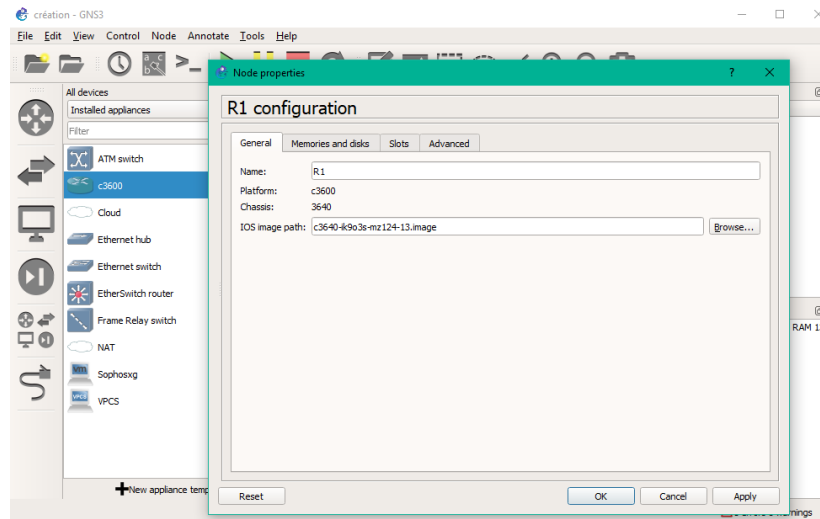 création - GNS3
File Edit View Control Node Annotate Tools Help
All devices
Installed appliances
Filter
ATM switch
c3600
Cloud
Ethernet hub
Ethernet switch
EtherSwitch router
Frame Relay switch
NAT
Sophosxg
VPCS
New appliance temp
Node properties
R1 configuration
General Memories and disks Slots Advanced
Name: R1
Platform: c3600
Chassis: 3640
IOS image path: c3640-ik9o3s-mz124-13.image Browse...
Reset OK Cancel Apply
RAM 1